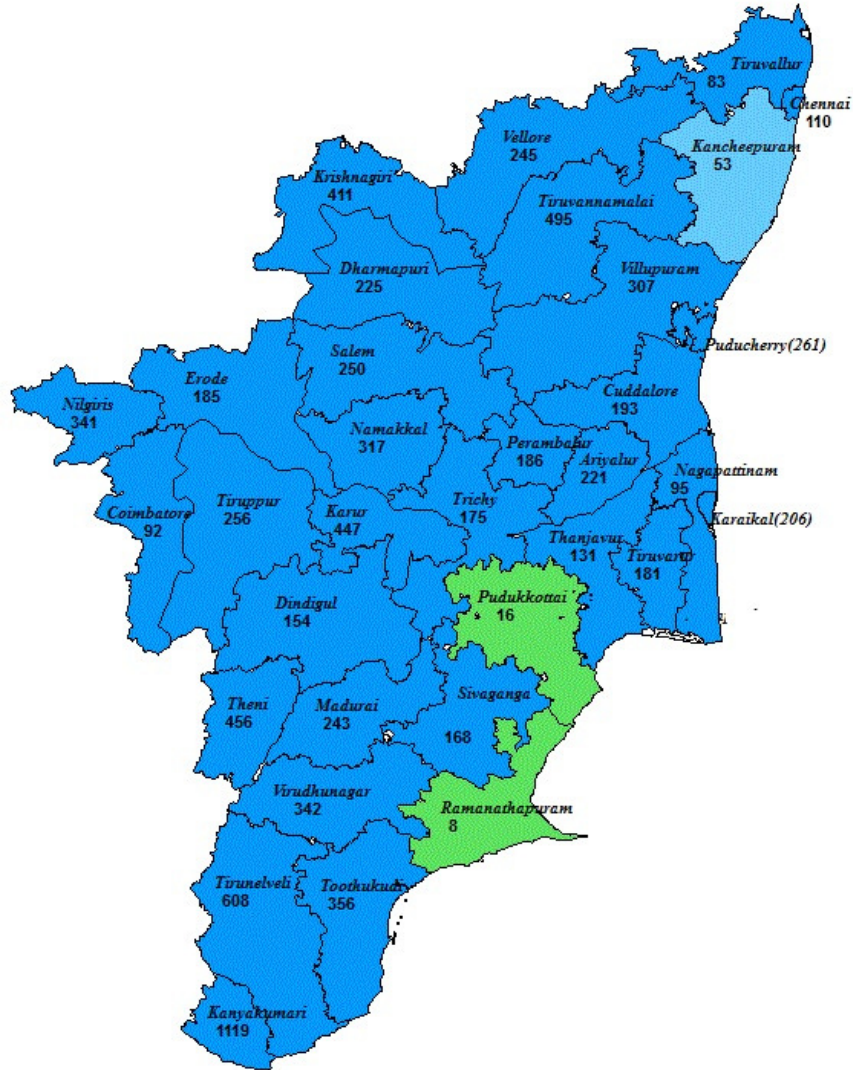 Tiruvallur
83
Chennai
110
Kancheepuram
53
Vellore
245
Krishnagiri
411
Tiruvannamalai
495
Dharmapuri
225
Villupuram
307
Puducherry(261)
Salem
250
Erode
185
Nilgiris
341
Cuddalore
193
Namakkal
317
Perambalur
186
Ariyalur
221
Nagapattinam
95
Coimbatore
92
Tiruppur
256
Karur
447
Trichy
175
Karaikal(206)
Thanjavur
131
Tiruvarur
181
Dindigul
154
Pudukkottai
16
Theni
456
Madurai
243
Sivaganga
168
Virudhunagar
342
Ramanathapuram
8
Tirunelveli
608
Toothukudi
356
Kanyakumari
1119